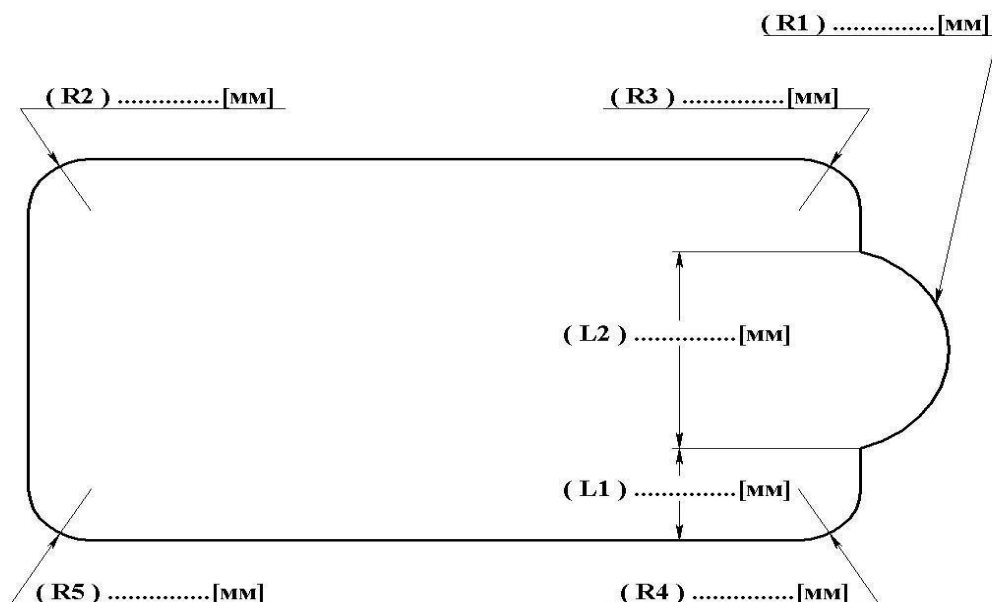 ( R1 ) ...............[мм]
( R2 ) ...............[мм]
( R3 ) ...............[мм]
( L2 ) ...............[мм]
( L1 ) ...............[мм]
( R5 ) ...............[мм]
( R4 ) ...............[мм]